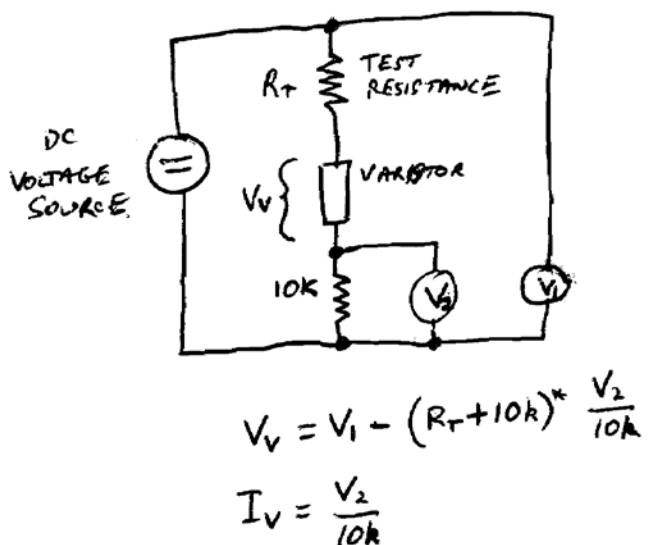 R_T
TEST
RESISTANCE
DC
VOLTAGE
SOURCE
V_V
VARISTOR
10K
V_2
V_1
V_V = V_1 - (R_T + 10k)* V_2/10k
I_V = V_2/10k